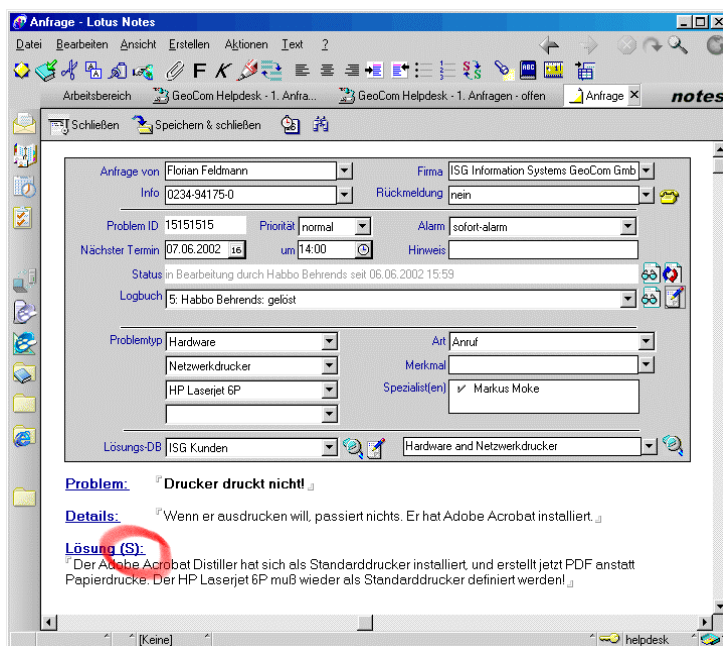 Anfrage - Lotus Notes
Datei Bearbeiten Ansicht Erstellen Aktionen Text ?
F K
Arbeitsbereich GeoCom Helpdesk - 1. Anfra... GeoCom Helpdesk - 1. Anfragen - offen Anfrage notes
Schließen Speichern & schließen
Anfrage von Florian Feldmann Firma ISG Information Systems GeoCom Gmb
Info 0234-94175-0 Rückmeldung nein
Problem ID 15151515 Priorität normal Alarm sofort-alarm
Nächster Termin 07.06.2002 16 um 14:00 Hinweis
Status in Bearbeitung durch Habbo Behrends seit 06.06.2002 15:59
Logbuch 5: Habbo Behrends: gelöst
Problemtyp Hardware Art Anruf
Netzwerkdrucker Merkmal
HP Laserjet 6P Spezialist(en) Markus Moke
Lösungs-DB ISG Kunden Hardware and Netzwerkdrucker
Problem: Drucker druckt nicht!
Details: Wenn er ausdrucken will, passiert nichts. Er hat Adobe Acrobat installiert.
Lösung (S):
Der Adobe Acrobat Distiller hat sich als Standarddrucker installiert, und erstellt jetzt PDF anstatt
Papierdrucke. Der HP Laserjet 6P muß wieder als Standarddrucker definiert werden!
[Keine] helpdesk